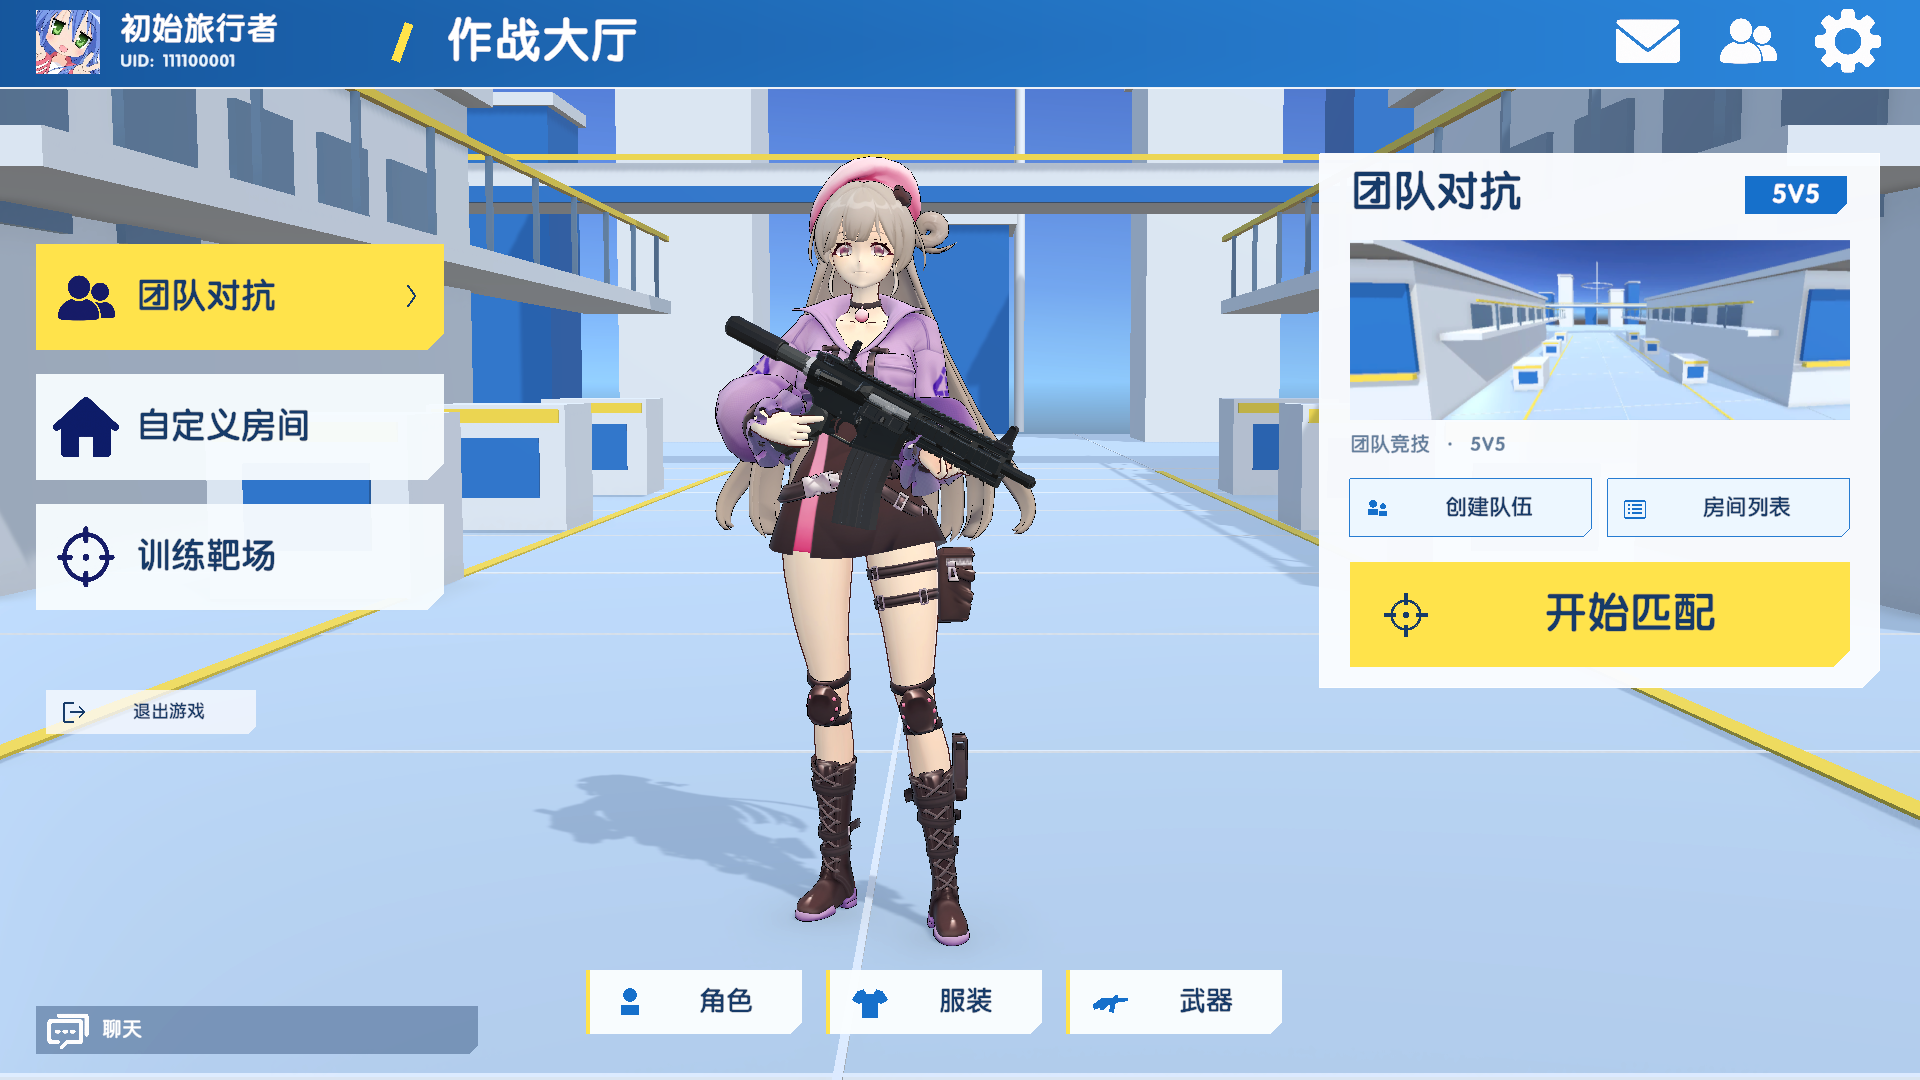 初始旅行者
UID: 111100001
作战大厅
团队对抗
自定义房间
训练靶场
退出游戏
团队对抗
5V5
团队竞技 · 5V5
创建队伍
房间列表
开始匹配
角色
服装
武器
聊天